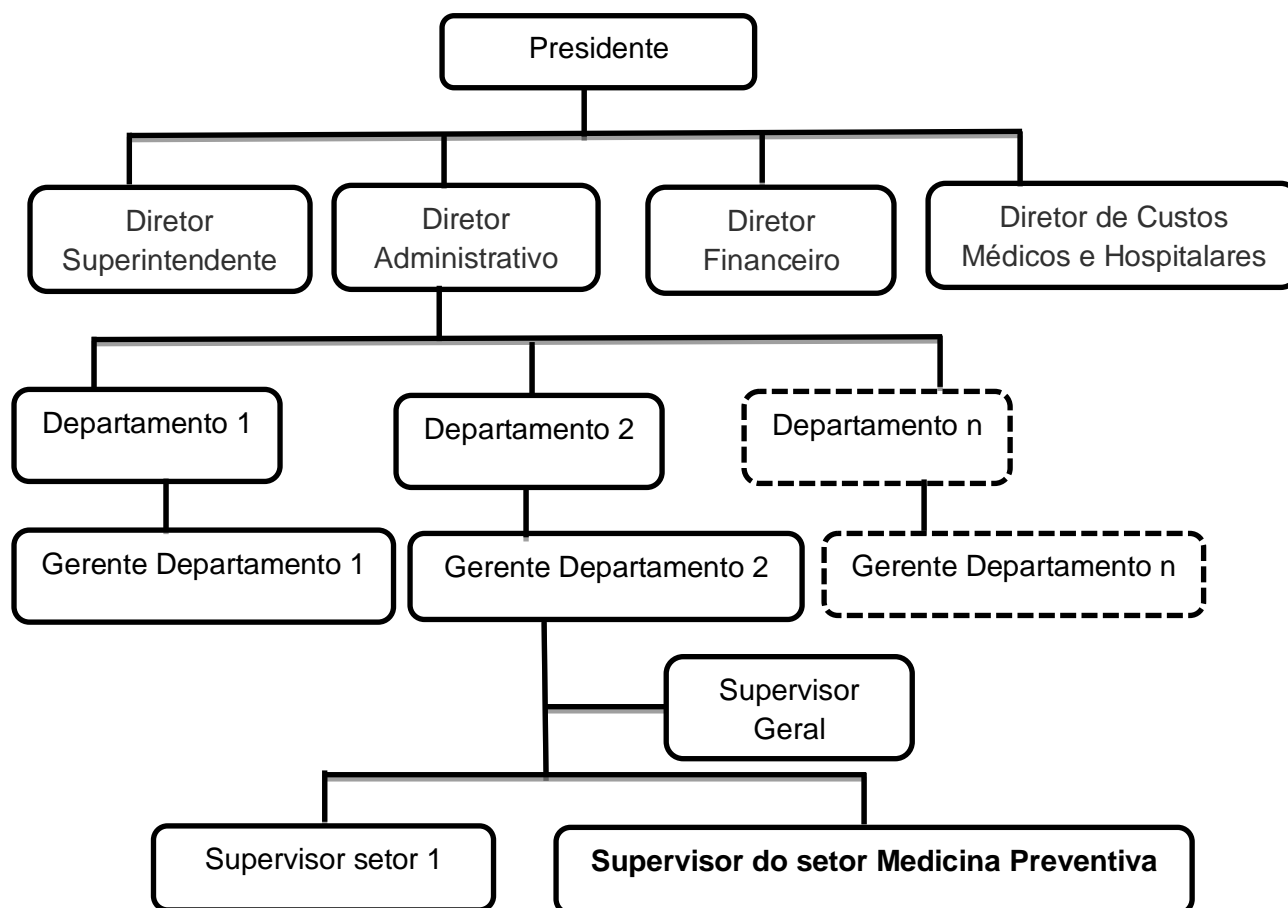 Presidente
Diretor
Superintendente
Diretor
Administrativo
Diretor
Financeiro
Diretor de Custos
Médicos e Hospitalares
Departamento 1
Departamento 2
Departamento n
Gerente Departamento 1
Gerente Departamento 2
Gerente Departamento n
Supervisor
Geral
Supervisor setor 1
Supervisor do setor Medicina Preventiva